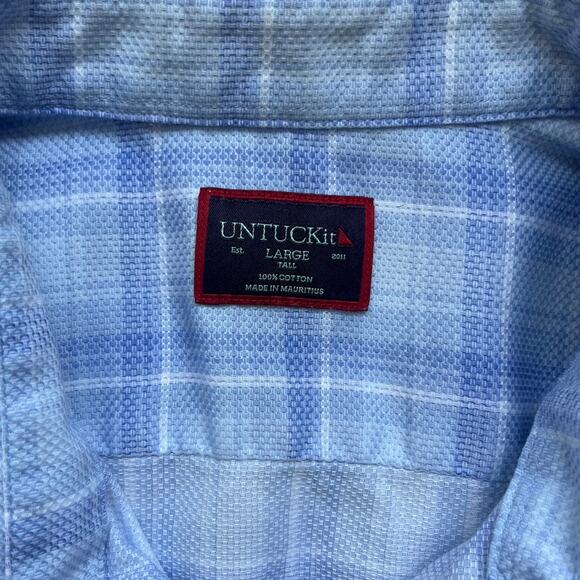 UNTUCKit
Est. LARGE 2011
TALL
100% COTTON
MADE IN MAURITIUS